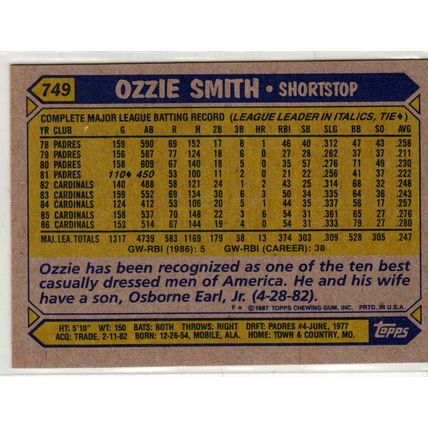 749 OZZIE SMITH • SHORTSTOP
COMPLETE MAJOR LEAGUE BATTING RECORD (LEAGUE LEADER IN ITALICS, TIE♦)
YR CLUB G AB R H 2B 3B HR RBI SB SLG BB SO AVG
78 PADRES 159 590 69 152 17 6 1 46 40 .312 43 .258
79 PADRES 156 587 77 124 18 6 0 27 28 37 .211
80 PADRES 158 609 67 140 18 5 0 35 57 .276 71 49 .230
81 PADRES 110♦ 450 53 100 11 2 0 21 22
82 CARDINALS 140 488 58 121 24 1 2 43 25 .314 68 32 .248
83 CARDINALS 159 552 69 134 30 6 3 50 34 .335 64 36 .243
84 CARDINALS 124 412 53 44 35 .337 56 17 .257
85 CARDINALS 158 537 70 148 22 3 6 54 31 .361 65 27 .276
86 CARDINALS 153 514 67 144 19 4 0 54 31 .333 79 27 .280
MAJ. LEA. TOTALS 1317 4739 583 1169 179 38 13 374 303 .309 528 305 .247
GW-RBI (1986): 5 GW-RBI (CAREER): 38
Ozzie has been recognized as one of the ten best
casually dressed men of America. He and his wife
have a son, Osborne Earl, Jr. (4-28-82).
© 1987 TOPPS CHEWING GUM, INC. PRTD. IN U.S.A.
HT: 5'10" WT: 150 BATS: BOTH THROWS: RIGHT DRFT: PADRES #4-JUNE, 1977
ACQ: TRADE, 2-11-82 BORN: 12-26-54, MOBILE, ALA. HOME: TOWN & COUNTRY, MO.
Topps